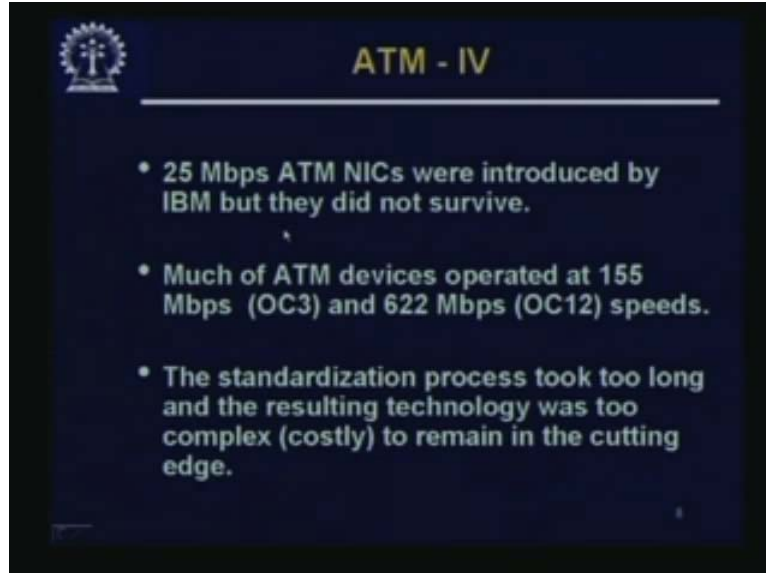 ATM - IV
• 25 Mbps ATM NICs were introduced by
IBM but they did not survive.
• Much of ATM devices operated at 155
Mbps (OC3) and 622 Mbps (OC12) speeds.
• The standardization process took too long
and the resulting technology was too
complex (costly) to remain in the cutting
edge.